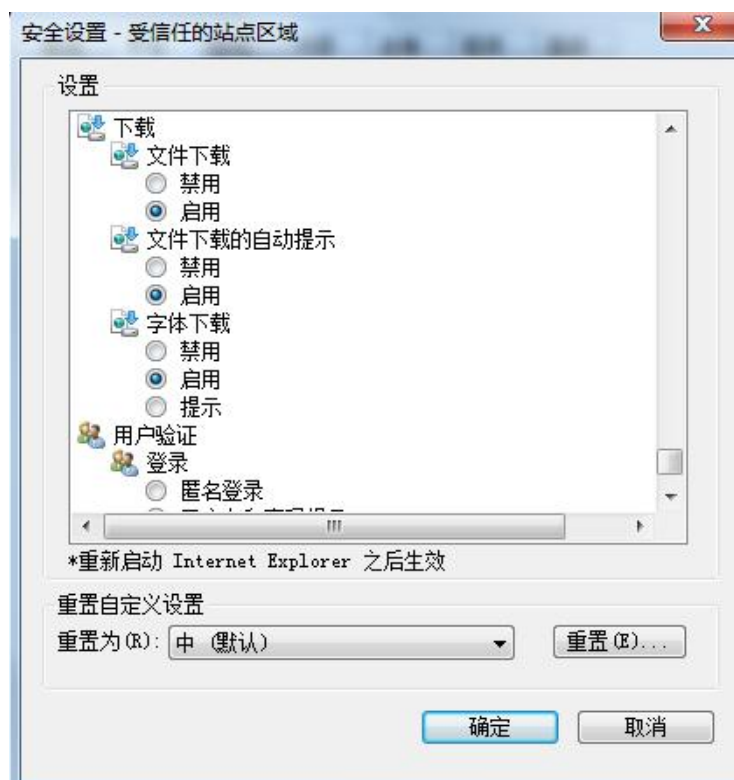 安全设置 - 受信任的站点区域
设置
下载
文件下载
禁用
启用
文件下载的自动提示
禁用
启用
字体下载
禁用
启用
提示
用户验证
登录
匿名登录
*重新启动 Internet Explorer 之后生效
重置自定义设置
重置为(R): 中 (默认) 重置(E)...
确定 取消